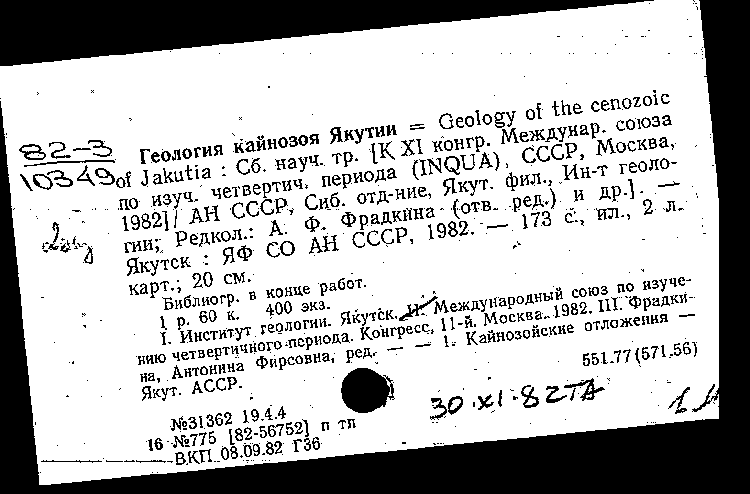 82-3
10349
Геология кайнозоя Якутии = Geology of the cenozoic
of Jakutia : Сб. науч. тр. [К XI конгр. Междунар. союза
по изуч. четвертич. периода (INQUA), СССР, Москва,
1982] / АН СССР, Сиб. отд-ние, Якут. фил., Ин-т геоло-
гии; Редкол.: А. Ф. Фрадкина (отв. ред.) и др.]. —
Якутск : ЯФ СО АН СССР, 1982. — 173 с., ил., 2 л.
карт.; 20 см.
Библиогр. в конце работ.
1 р. 60 к. 400 экз.
I. Институт геологии. Якутск. II. Международный союз по изуче-
нию четвертичного периода. Конгресс, 11-й. Москва. 1982. III. Фрадки-
на, Антонина Фирсовна, ред. — — 1. Кайнозойские отложения —
Якут. АССР.
551.77(571.56)
30.XI.82ТА
№31362 19.4.4
16 №775 [82-56752] п тп
ВКП 08.09.82 Г36